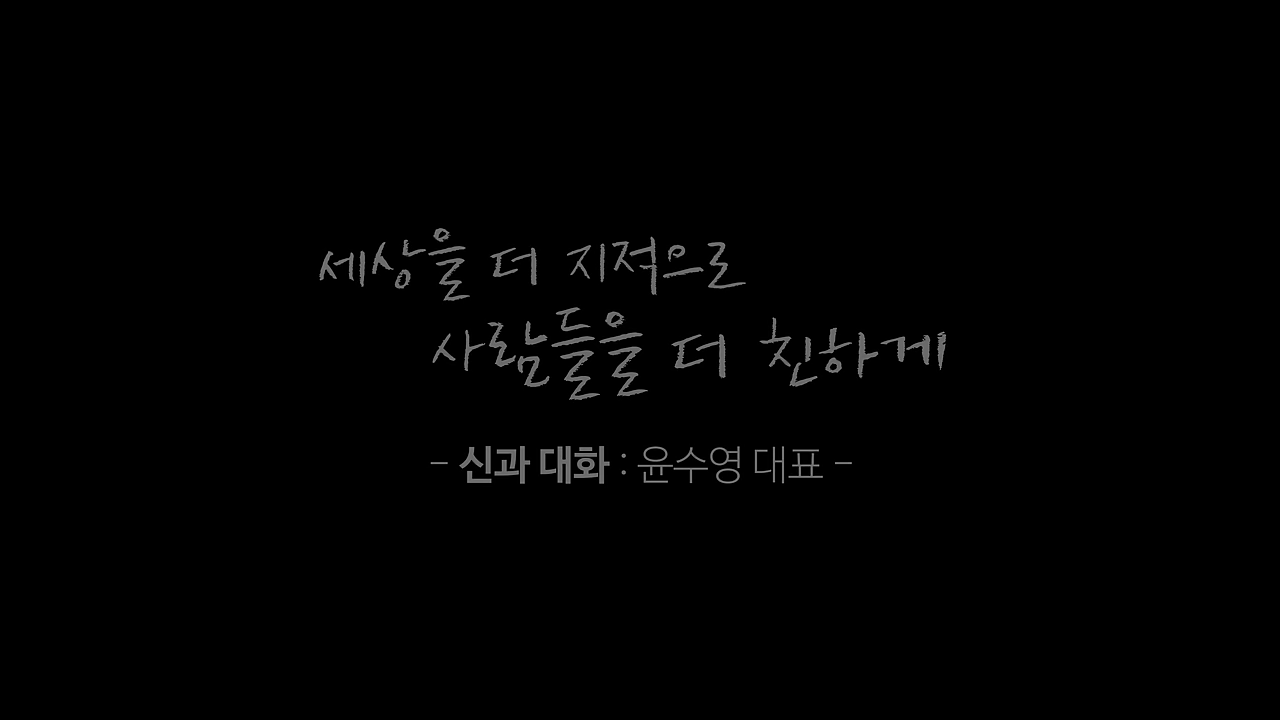 세상을 더 지적으로
사람들을 더 친하게
– 신과 대화 : 윤수영 대표 –